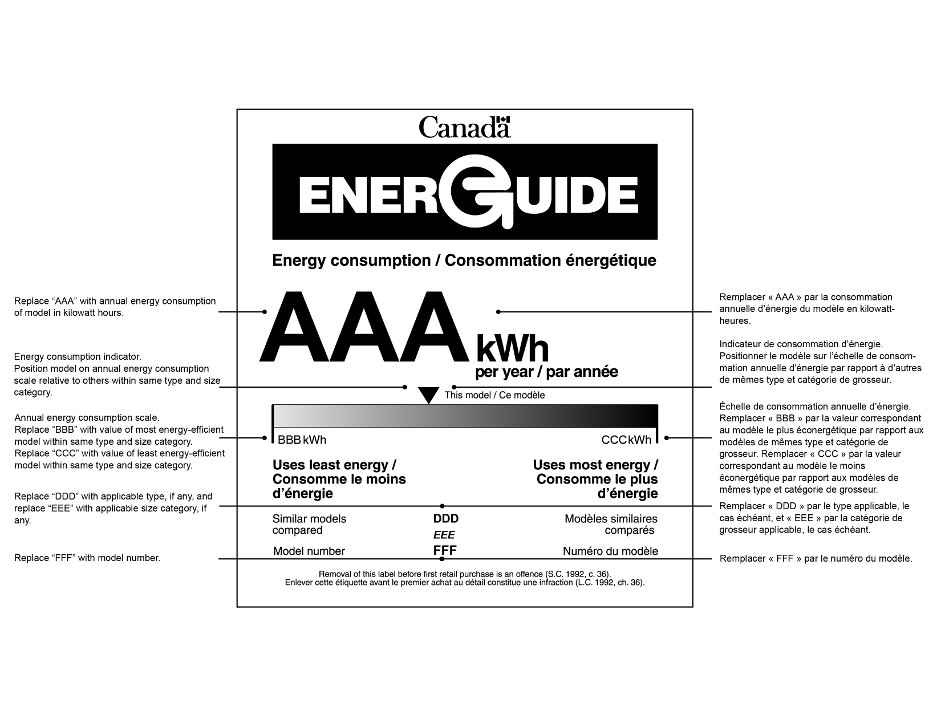 Canada
ENERGUIDE
Energy consumption / Consommation énergétique
AAA kWh
per year / par année
This model / Ce modèle
BBB kWh
CCC kWh
Uses least energy /
Consomme le moins
d'énergie
Uses most energy /
Consomme le plus
d'énergie
Similar models
compared
DDD
EEE
Modèles similaires
comparés
Model number
FFF
Numéro du modèle
Removal of this label before first retail purchase is an offence (S.C. 1992, c. 36).
Enlever cette étiquette avant le premier achat au détail constitue une infraction (L.C. 1992, ch. 36).
Replace "AAA" with annual energy consumption
of model in kilowatt hours.
Energy consumption indicator.
Position model on annual energy consumption
scale relative to others within same type and size
category.
Annual energy consumption scale.
Replace "BBB" with value of most energy-efficient
model within same type and size category.
Replace "CCC" with value of least energy-efficient
model within same type and size category.
Replace "DDD" with applicable type, if any, and
replace "EEE" with applicable size category, if
any.
Replace "FFF" with model number.
Remplacer « AAA » par la consommation
annuelle d'énergie du modèle en kilowatt-
heures.
Indicateur de consommation d'énergie.
Positionner le modèle sur l'échelle de consom-
mation annuelle d'énergie par rapport à d'autres
de mêmes type et catégorie de grosseur.
Échelle de consommation annuelle d'énergie.
Remplacer « BBB » par la valeur correspondant
au modèle le plus éconergétique par rapport aux
modèles de mêmes type et catégorie de
grosseur. Remplacer « CCC » par la valeur
correspondant au modèle le moins
éconergétique par rapport aux modèles de
mêmes type et catégorie de grosseur.
Remplacer « DDD » par le type applicable, le
cas échéant, et « EEE » par la catégorie de
grosseur applicable, le cas échéant.
Remplacer « FFF » par le numéro du modèle.